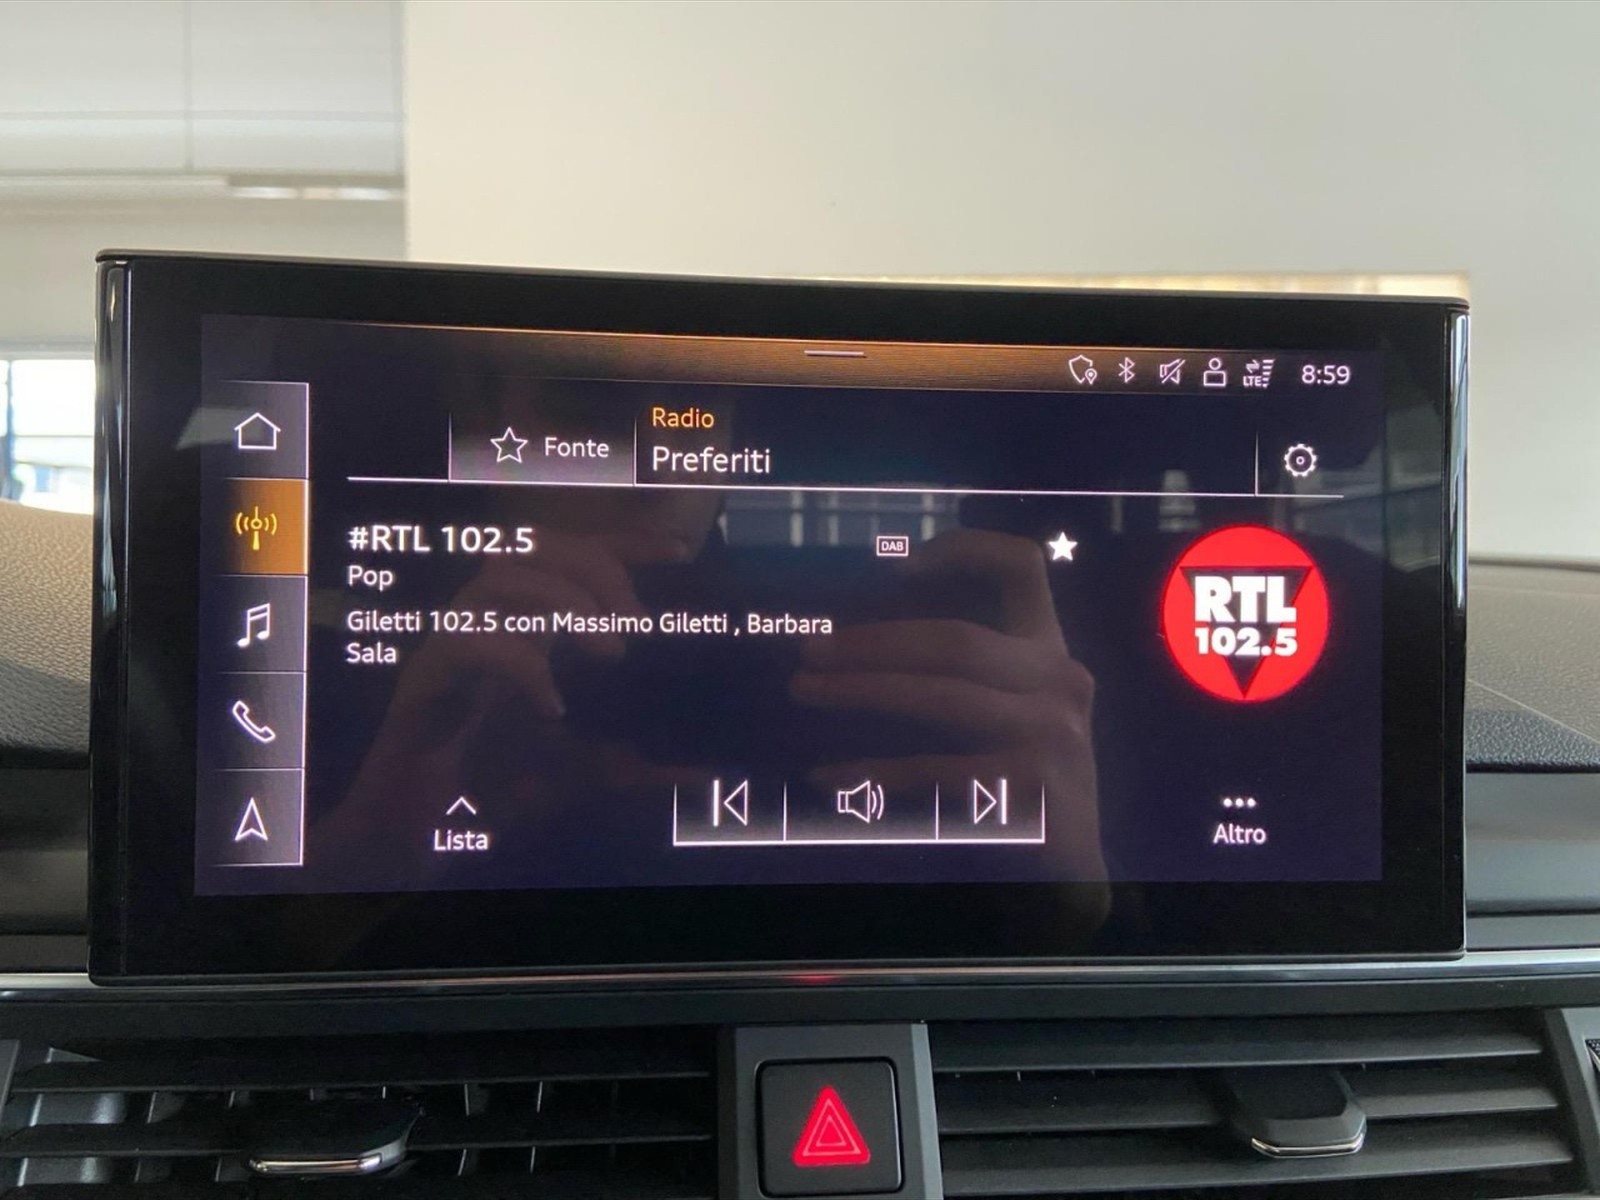 LTE
8:59
Fonte
Radio
Preferiti
#RTL 102.5
DAB
Pop
Giletti 102.5 con Massimo Giletti , Barbara
Sala
RTL
102.5
Lista
Altro